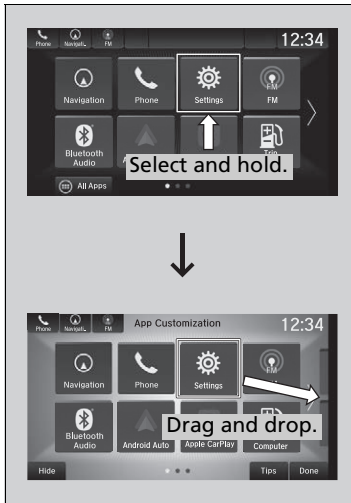 Phone Navigati.. FM 12:34
Navigation Phone Settings FM
Bluetooth Audio A Trip
Select and hold.
All Apps
Phone Navigati.. FM App Customization 12:34
Navigation Phone Settings
Bluetooth Audio Android Auto Apple CarPlay Computer
Drag and drop.
Hide Tips Done